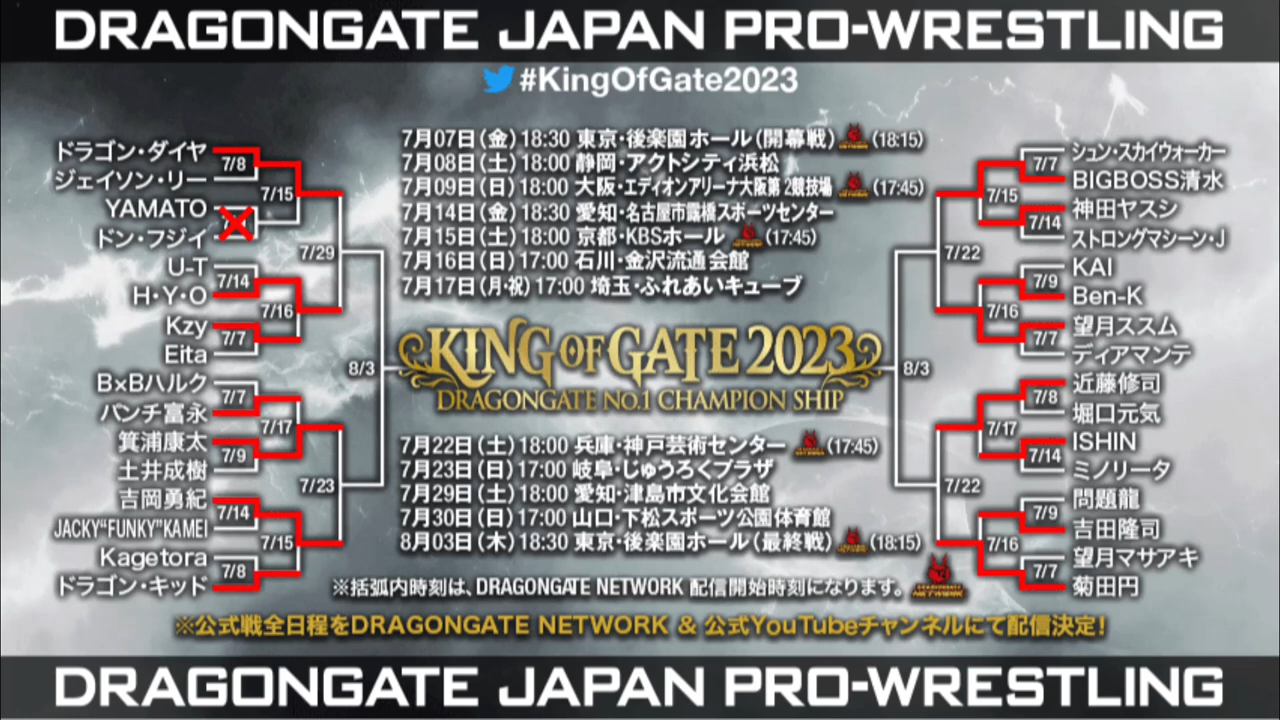 DRAGONGATE JAPAN PRO-WRESTLING
#KingOfGate2023
ドラゴン・ダイヤ
ジェイソン・リー
YAMATO
ドン・フジイ
U-T
H・Y・O
Kzy
Eita
B×Bハルク
パンチ富永
箕浦康太
土井成樹
吉岡勇紀
JACKY“FUNKY”KAMEI
Kagetora
ドラゴン・キッド
7/8
7/15
7/29
7/14
7/16
7/7
8/3
7/7
7/17
7/9
7/23
7/14
7/15
7/8
7月07日(金)18:30 東京・後楽園ホール(開幕戦) (18:15)
7月08日(土)18:00 静岡・アクトシティ浜松
7月09日(日)18:00 大阪・エディオンアリーナ大阪第2競技場 (17:45)
7月14日(金)18:30 愛知・名古屋市露橋スポーツセンター
7月15日(土)18:00 京都・KBSホール (17:45)
7月16日(日)17:00 石川・金沢流通会館
7月17日(月・祝)17:00 埼玉・ふれあいキューブ
KING OF GATE 2023
DRAGONGATE No.1 CHAMPION SHIP
7月22日(土)18:00 兵庫・神戸芸術センター (17:45)
7月23日(日)17:00 岐阜・じゅうろくプラザ
7月29日(土)18:00 愛知・津島市文化会館
7月30日(日)17:00 山口・下松スポーツ公園体育館
8月03日(木)18:30 東京・後楽園ホール(最終戦) (18:15)
※括弧内時刻は、DRAGONGATE NETWORK 配信開始時刻になります。
7/7
7/15
7/14
7/22
7/9
7/16
7/7
8/3
7/8
7/17
7/14
7/22
7/9
7/16
7/7
シュン・スカイウォーカー
BIGBOSS清水
神田ヤスシ
ストロングマシーン・J
KAI
Ben-K
望月ススム
ディアマンテ
近藤修司
堀口元気
ISHIN
ミノリータ
問題龍
吉田隆司
望月マサアキ
菊田円
※公式戦全日程をDRAGONGATE NETWORK & 公式YouTubeチャンネルにて配信決定!
DRAGONGATE JAPAN PRO-WRESTLING